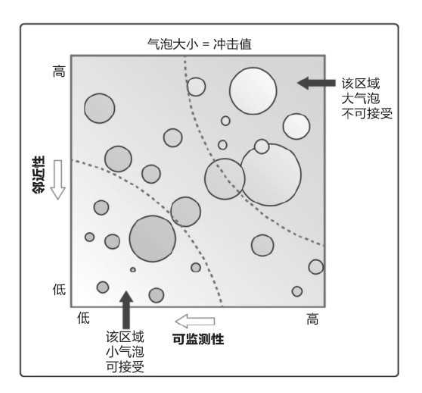 气泡大小 = 冲击值
高
该区域
大气泡
不可接受
邻近性
低
低
高
可监测性
该区域
小气泡
可接受